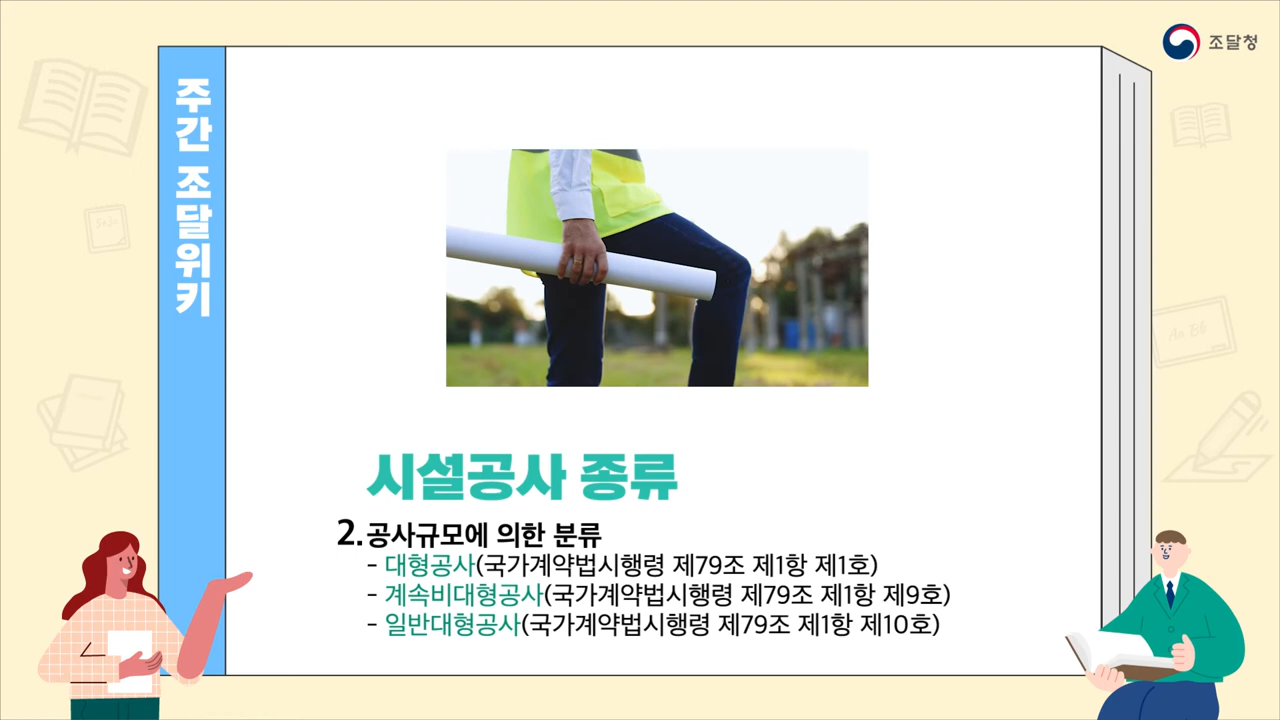 조달청
주간 조달위키
시설공사 종류
2. 공사규모에 의한 분류
- 대형공사(국가계약법시행령 제79조 제1항 제1호)
- 계속비대형공사(국가계약법시행령 제79조 제1항 제9호)
- 일반대형공사(국가계약법시행령 제79조 제1항 제10호)
Aa Bb